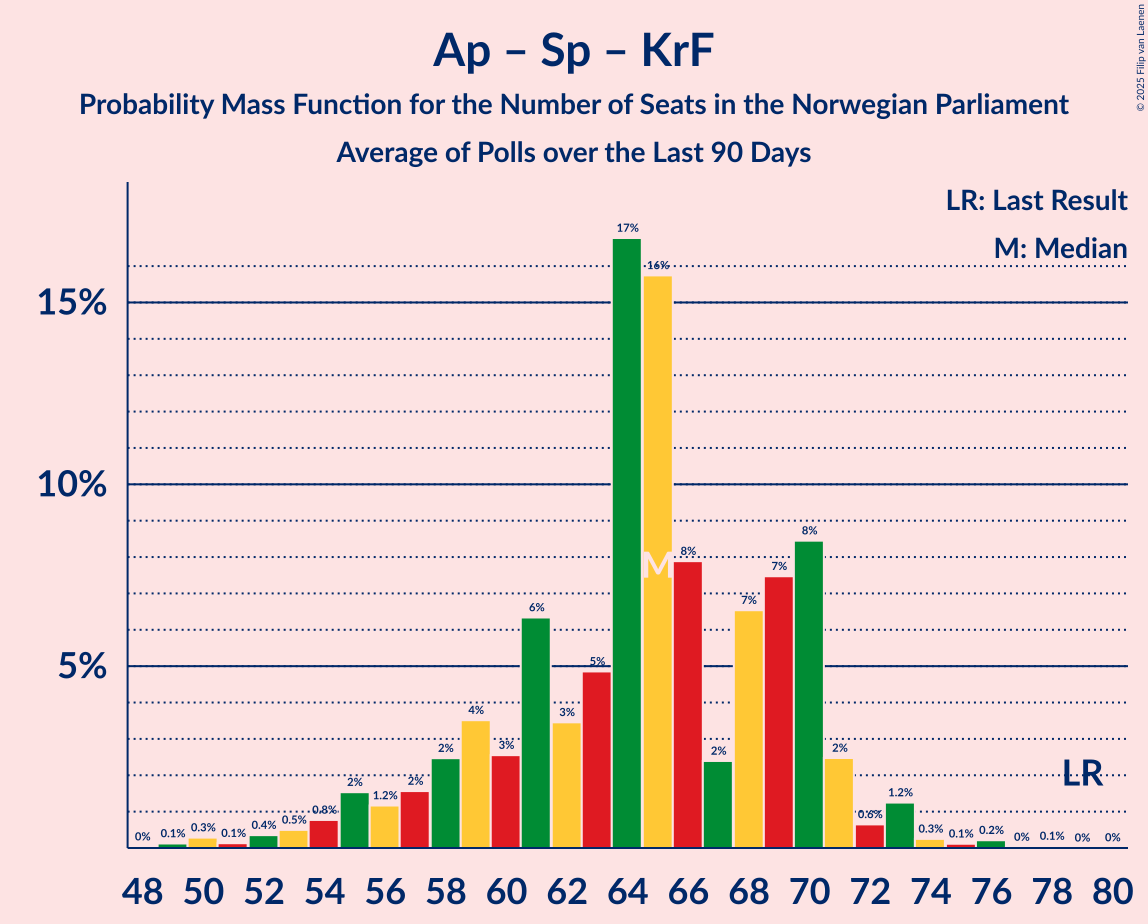 Ap – Sp – KrF
Probability Mass Function for the Number of Seats in the Norwegian Parliament
Average of Polls over the Last 90 Days
© 2025 Filip van Laenen
LR: Last Result
M: Median
15%
10%
5%
0% 0.1% 0.3% 0.1% 0.4% 0.5% 0.8% 2% 1.2% 2% 2% 4% 3% 6% 3% 5% 17% 16% 8% 2% 7% 7% 8% 2% 0.6% 1.2% 0.3% 0.1% 0.2% 0% 0.1% 0% 0%
M
LR
48 50 52 54 56 58 60 62 64 66 68 70 72 74 76 78 80